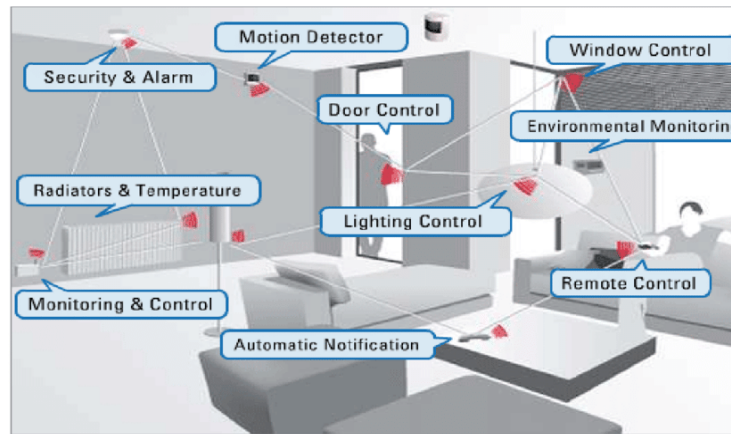 Motion Detector
Window Control
Security & Alarm
Door Control
Environmental Monitorin
Radiators & Temperature
Lighting Control
Remote Control
Monitoring & Control
Automatic Notification